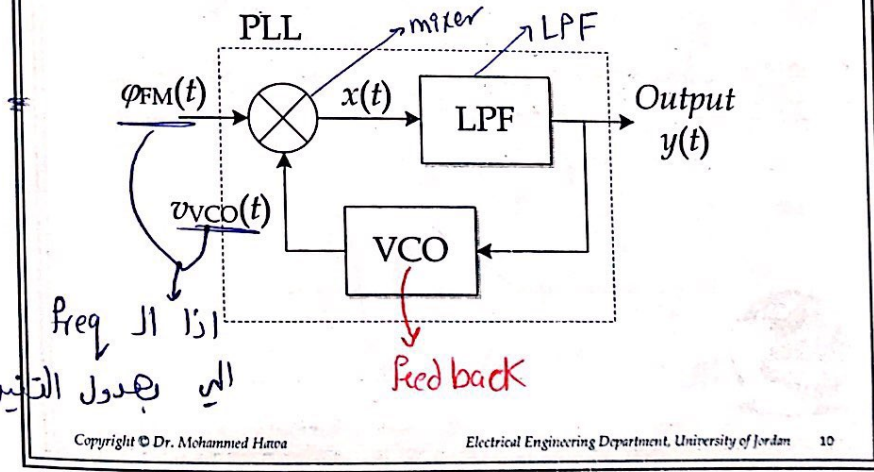 PLL
mixer
LPF
φFM(t)
x(t)
LPF
Output
y(t)
vVCO(t)
VCO
اذا ال freq
الي
feed back
Copyright © Dr. Mohammed Hawa
Electrical Engineering Department, University of Jordan 10